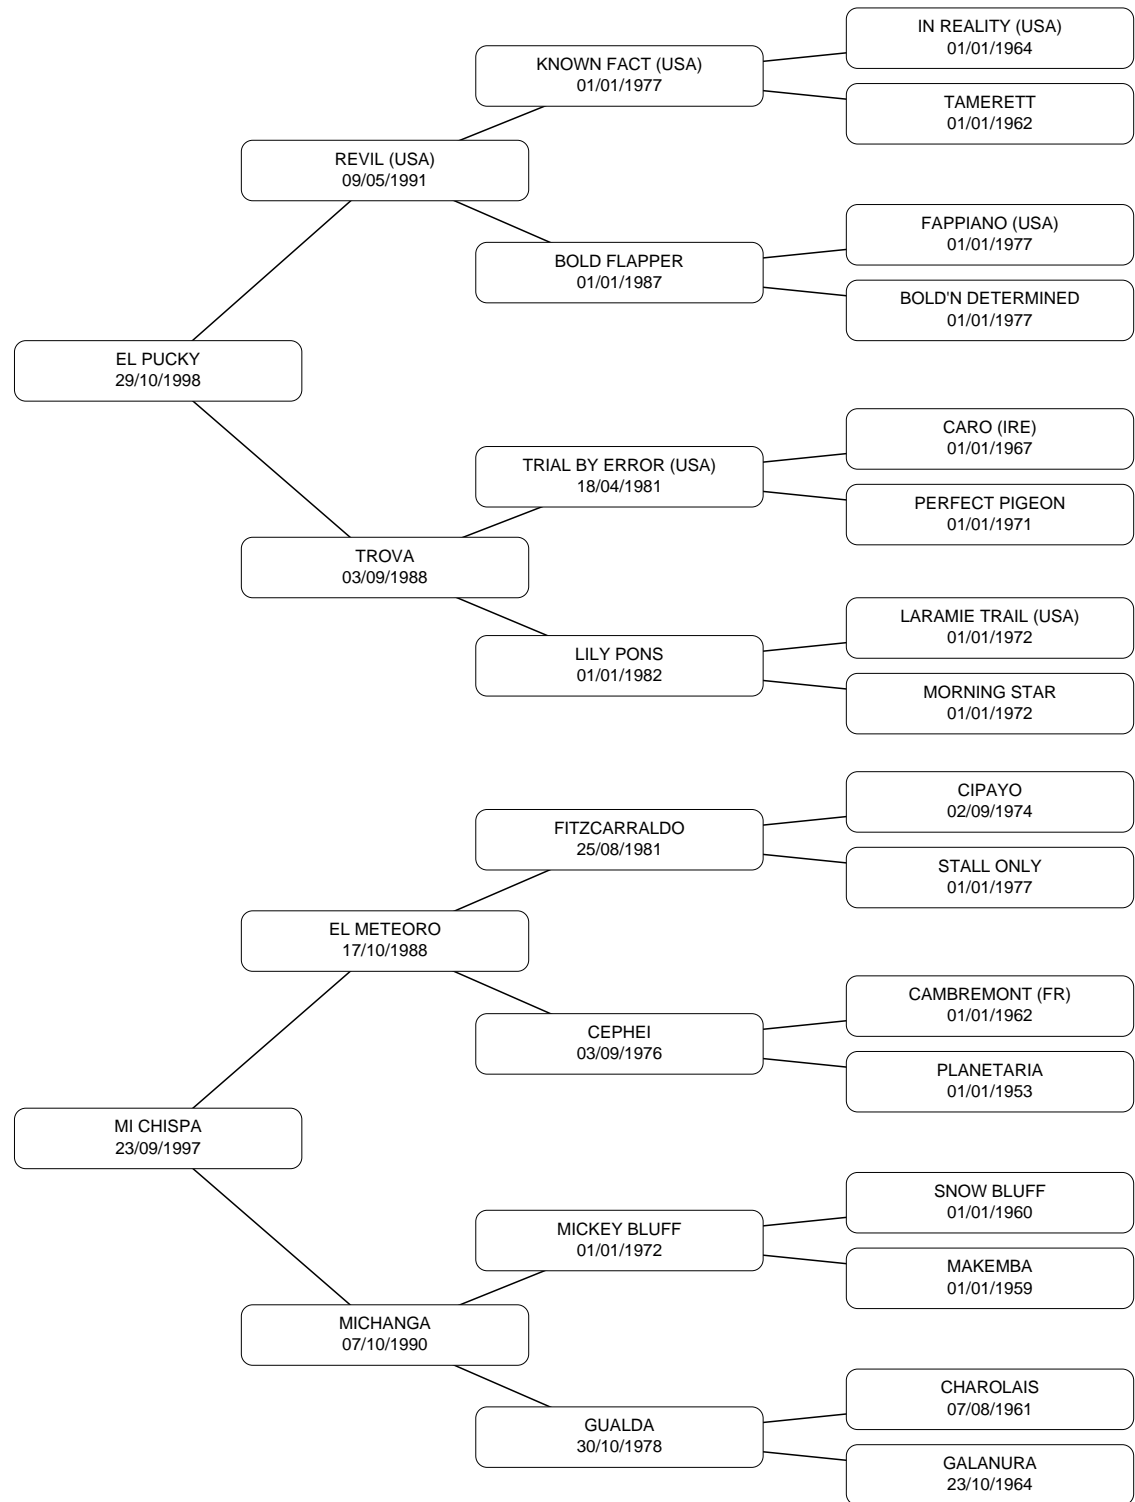 IN REALITY (USA)
01/01/1964
KNOWN FACT (USA)
01/01/1977
TAMERETT
01/01/1962
REVIL (USA)
09/05/1991
FAPPIANO (USA)
01/01/1977
BOLD FLAPPER
01/01/1987
BOLD'N DETERMINED
01/01/1977
EL PUCKY
29/10/1998
CARO (IRE)
01/01/1967
TRIAL BY ERROR (USA)
18/04/1981
PERFECT PIGEON
01/01/1971
TROVA
03/09/1988
LARAMIE TRAIL (USA)
01/01/1972
LILY PONS
01/01/1982
MORNING STAR
01/01/1972
CIPAYO
02/09/1974
FITZCARRALDO
25/08/1981
STALL ONLY
01/01/1977
EL METEORO
17/10/1988
CAMBREMONT (FR)
01/01/1962
CEPHEI
03/09/1976
PLANETARIA
01/01/1953
MI CHISPA
23/09/1997
SNOW BLUFF
01/01/1960
MICKEY BLUFF
01/01/1972
MAKEMBA
01/01/1959
MICHANGA
07/10/1990
CHAROLAIS
07/08/1961
GUALDA
30/10/1978
GALANURA
23/10/1964